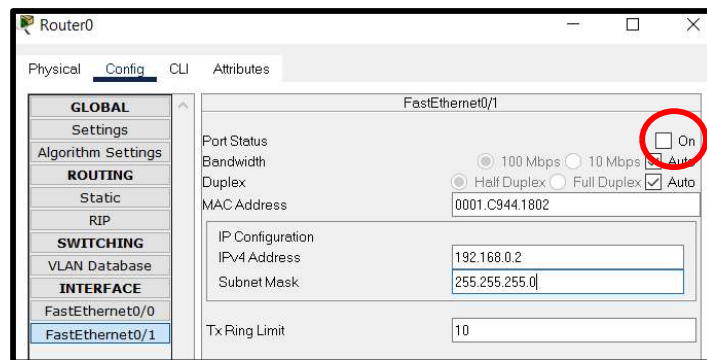 Router0
Physical Config CLI Attributes
GLOBAL
Settings
Algorithm Settings
ROUTING
Static
RIP
SWITCHING
VLAN Database
INTERFACE
FastEthernet0/0
FastEthernet0/1
FastEthernet0/1
Port Status On
Bandwidth 100 Mbps 10 Mbps Auto
Duplex Half Duplex Full Duplex Auto
MAC Address 0001.C944.1802
IP Configuration
IPv4 Address 192.168.0.2
Subnet Mask 255.255.255.0
Tx Ring Limit 10